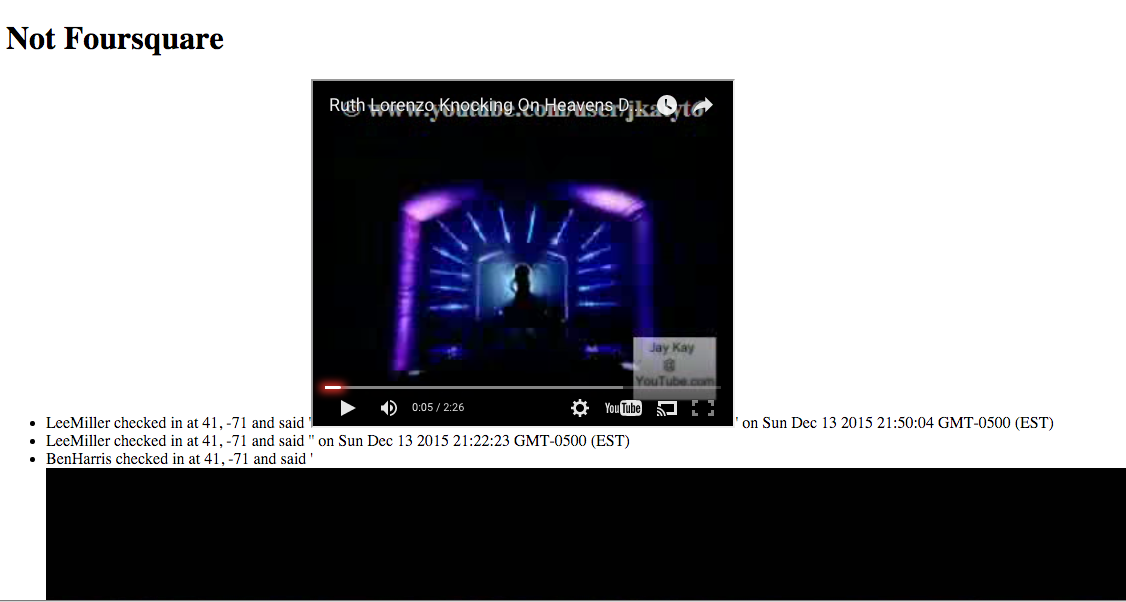 Not Foursquare
Ruth Lorenzo Knocking On Heavens D...
© www.youtube.com/user/jkatyto
Jay Kay
@
YouTube.com
0:05 / 2:26
YouTube
LeeMiller checked in at 41, -71 and said '' on Sun Dec 13 2015 21:50:04 GMT-0500 (EST)
LeeMiller checked in at 41, -71 and said '' on Sun Dec 13 2015 21:22:23 GMT-0500 (EST)
BenHarris checked in at 41, -71 and said '